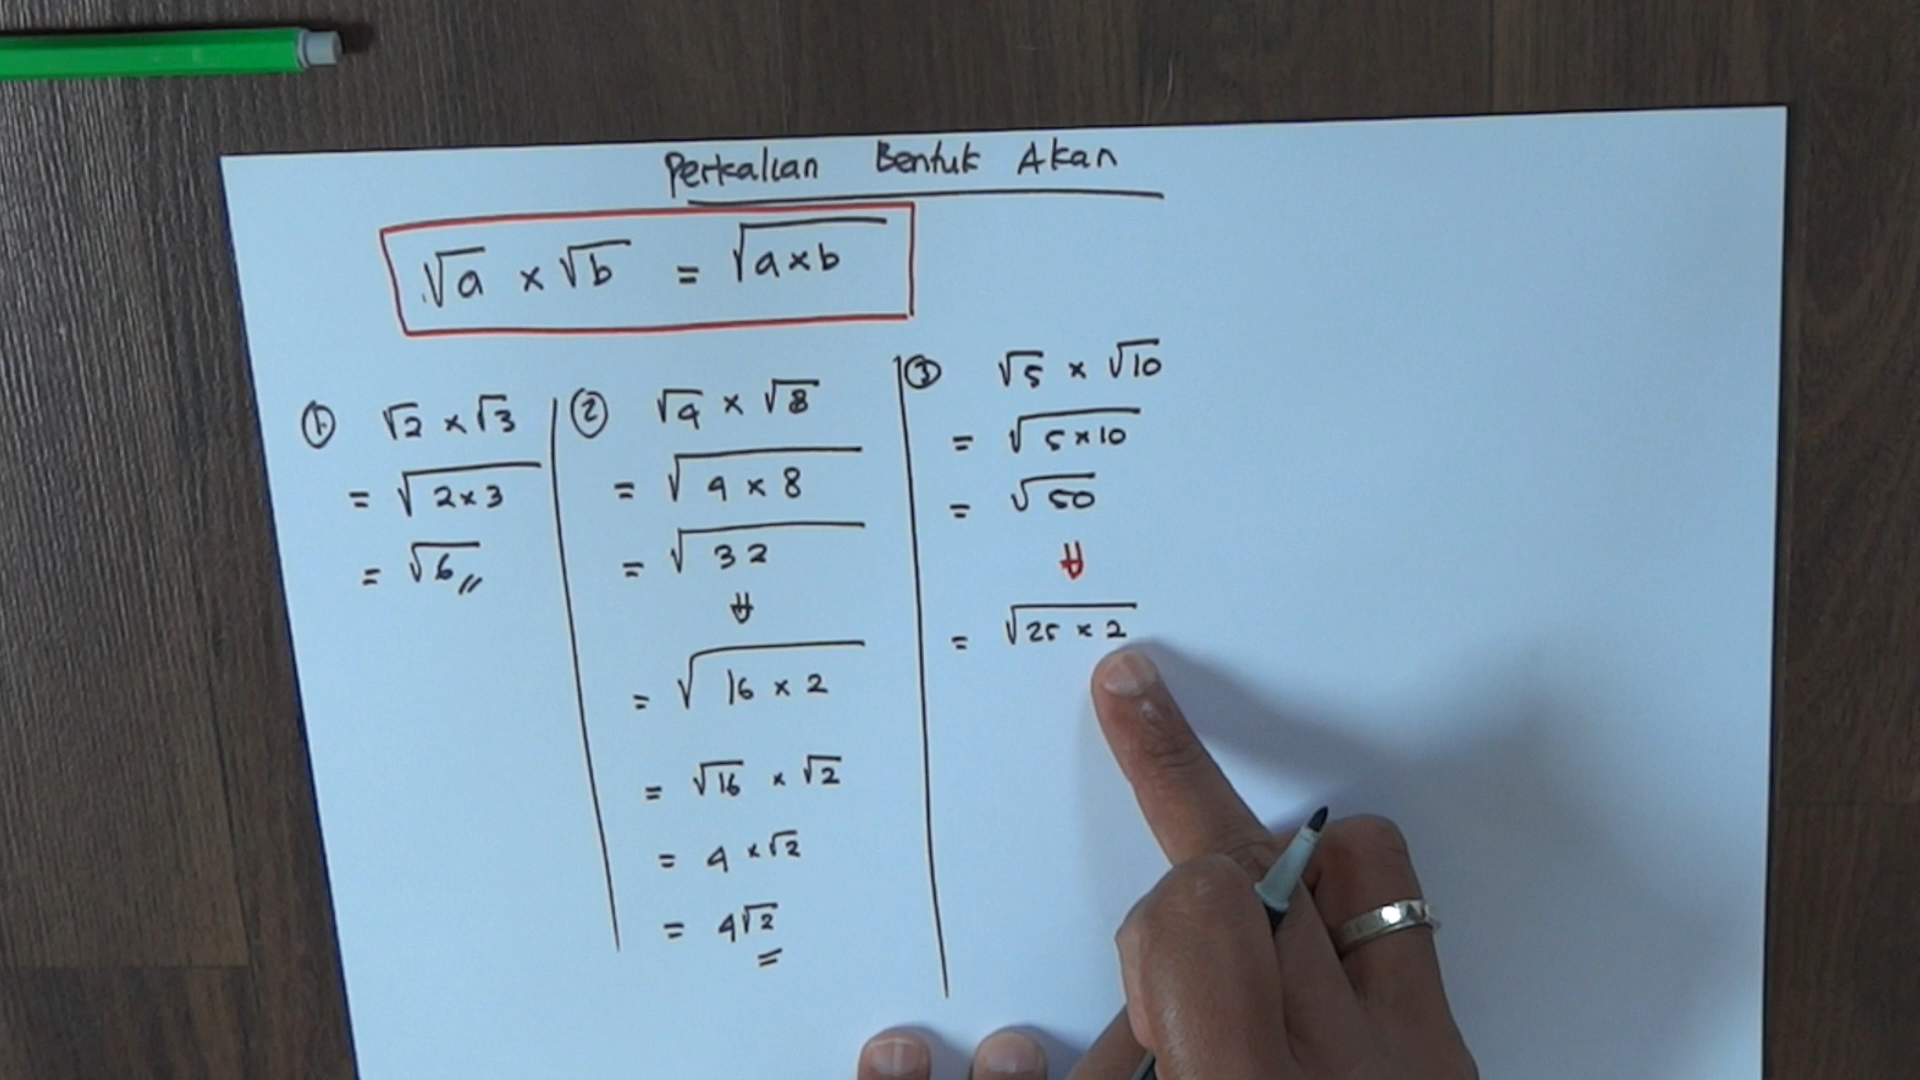 Perkalian Bentuk Akan
√a × √b = √a×b
① √2 × √3
= √2×3
= √6 //
② √4 × √8
= √4 × 8
= √32
⇓
= √16 × 2
= √16 × √2
= 4 × √2
= 4√2
③ √5 × √10
= √5×10
= √50
⇓
= √25 × 2